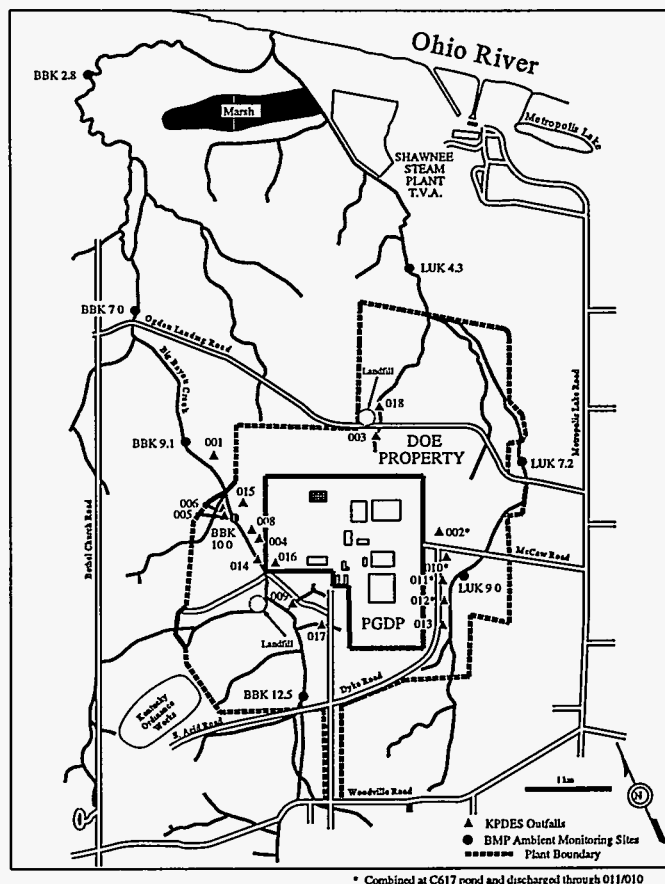 Ohio River
BBK 2.8
Marsh
Metropolis Lake
SHAWNEE
STEAM
PLANT
T.V.A.
LUK 4.3
BBK 7 0
Ogden Landing Road
Big Bayou Creek
Landfill
018
003
DOE
PROPERTY
Metropolis Lake Road
BBK 9.1
001
LUK 7.2
Bethel Church Road
006
005
015
BBK
10 0
008
004
014
016
002*
McCaw Road
010*
011*
012*
013
LUK 9 0
009
017
PGDP
Landfill
BBK 12.5
Dyke Road
Kentucky
Ordinance
Works
S. Acid Road
Woodville Road
1 km
N
KPDES Outfalls
BMP Ambient Monitoring Sites
Plant Boundary
* Combined at C617 pond and discharged through 011/010